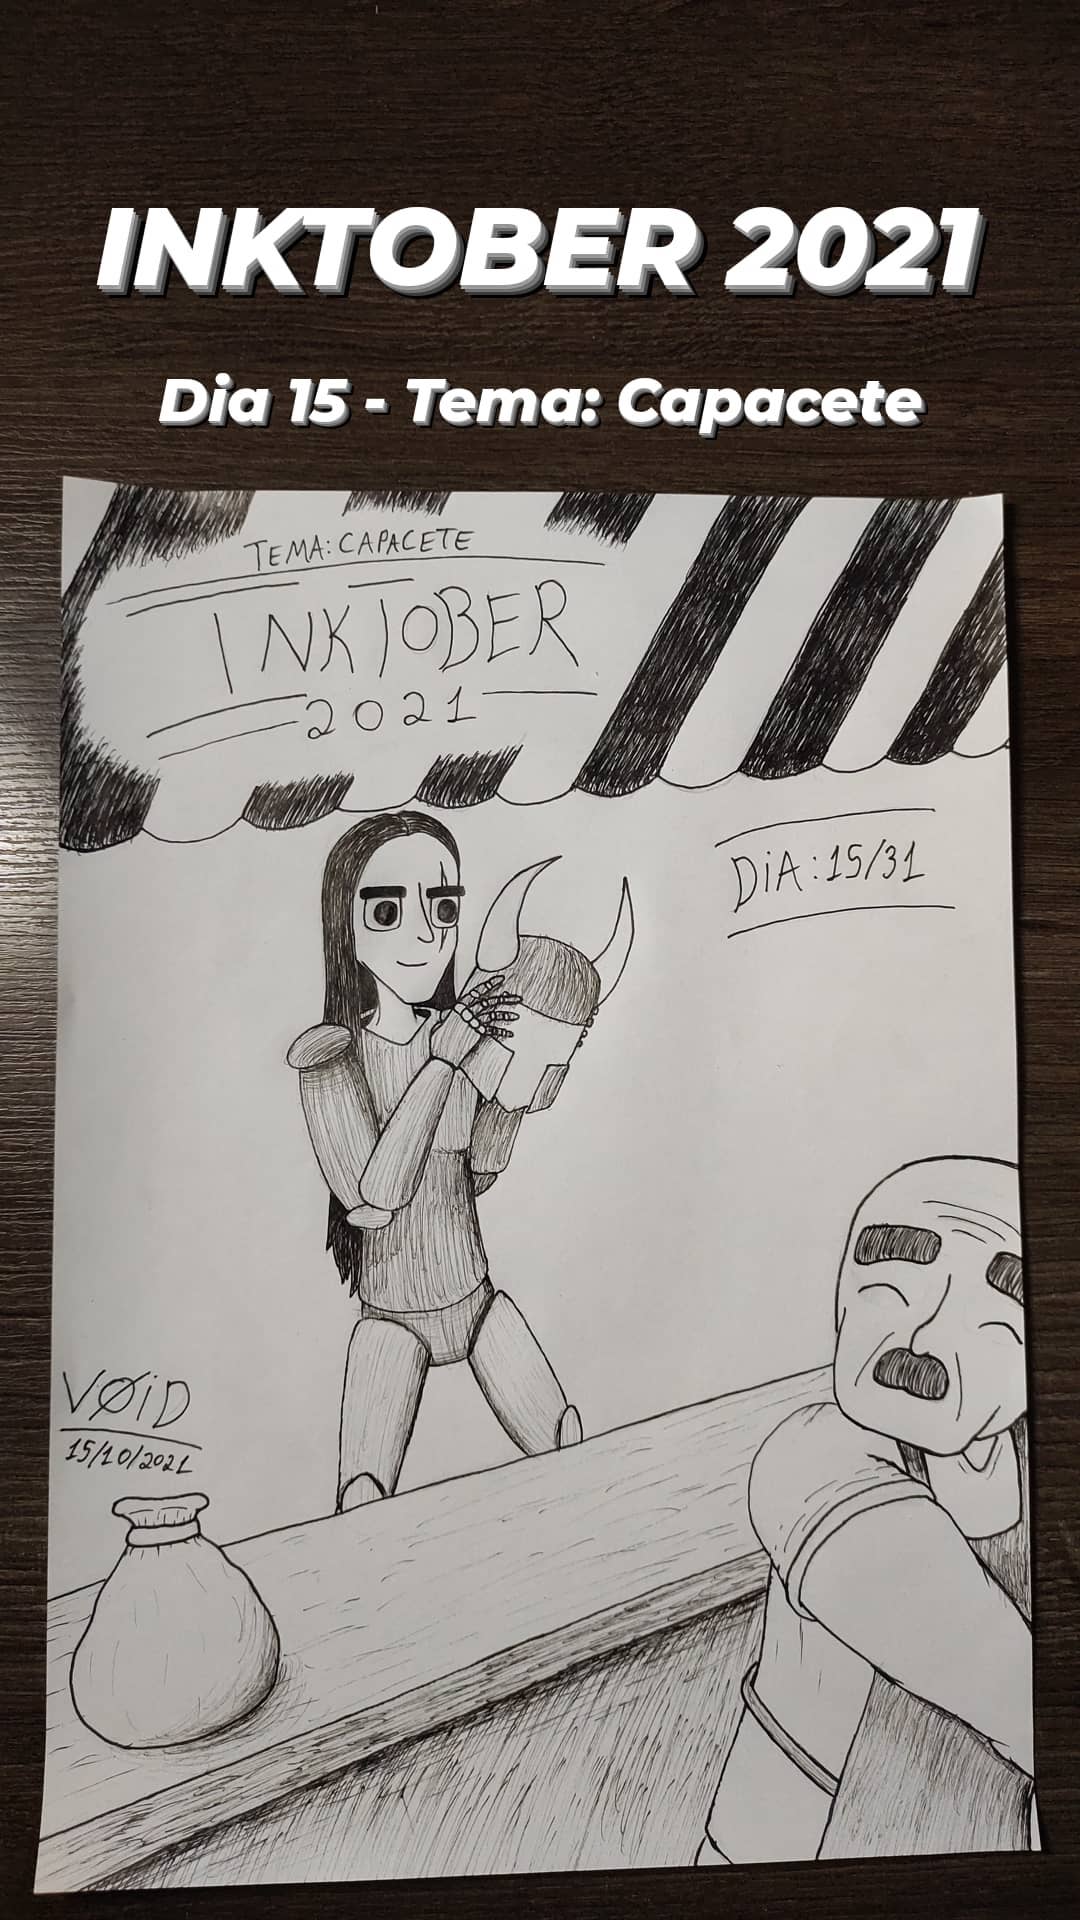 INKTOBER 2021
Dia 15 - Tema: Capacete
TEMA: CAPACETE
INKTOBER
2021
DiA: 15/31
VØiD
15/10/2021